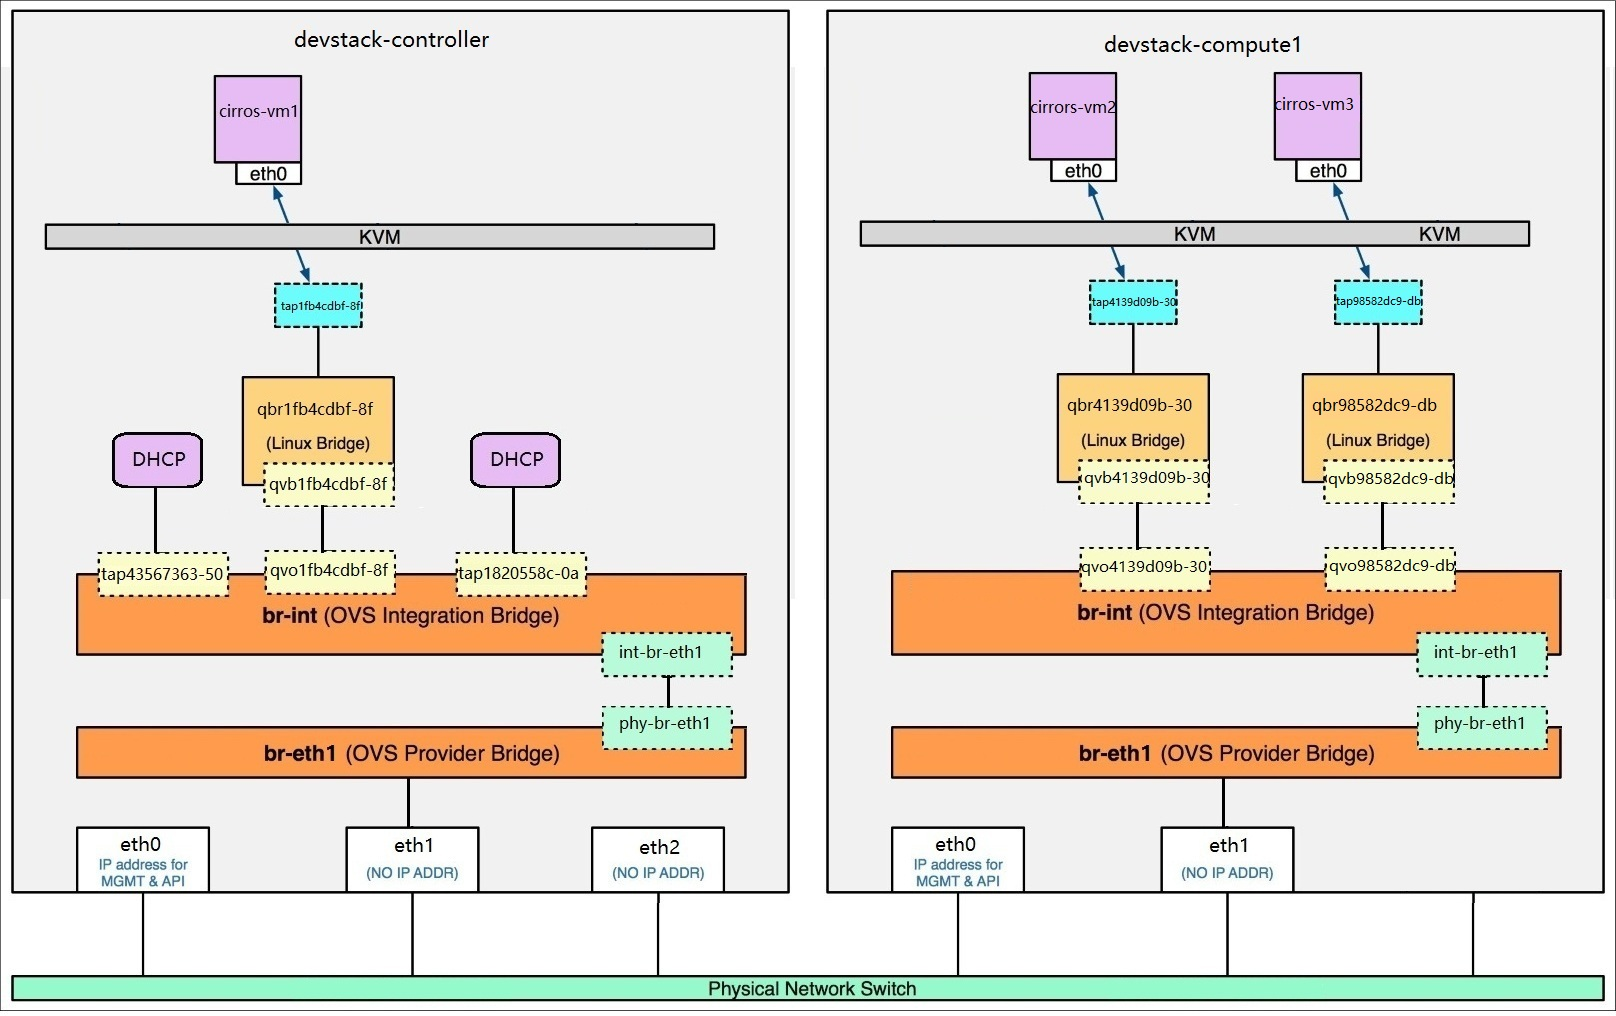 devstack-controller
cirros-vm1
eth0
KVM
tap1fb4cdbf-8f
qbr1fb4cdbf-8f
(Linux Bridge)
qvb1fb4cdbf-8f
DHCP
DHCP
tap43567363-50
qvo1fb4cdbf-8f
tap1820558c-0a
br-int (OVS Integration Bridge)
int-br-eth1
phy-br-eth1
br-eth1 (OVS Provider Bridge)
eth0
IP address for
MGMT & API
eth1
(NO IP ADDR)
eth2
(NO IP ADDR)
devstack-compute1
cirrors-vm2
cirros-vm3
eth0
eth0
KVM
KVM
tap4139d09b-30
tap98582dc9-db
qbr4139d09b-30
(Linux Bridge)
qbr98582dc9-db
(Linux Bridge)
qvb4139d09b-30
qvb98582dc9-db
qvo4139d09b-30
qvo98582dc9-db
br-int (OVS Integration Bridge)
int-br-eth1
phy-br-eth1
br-eth1 (OVS Provider Bridge)
eth0
IP address for
MGMT & API
eth1
(NO IP ADDR)
Physical Network Switch